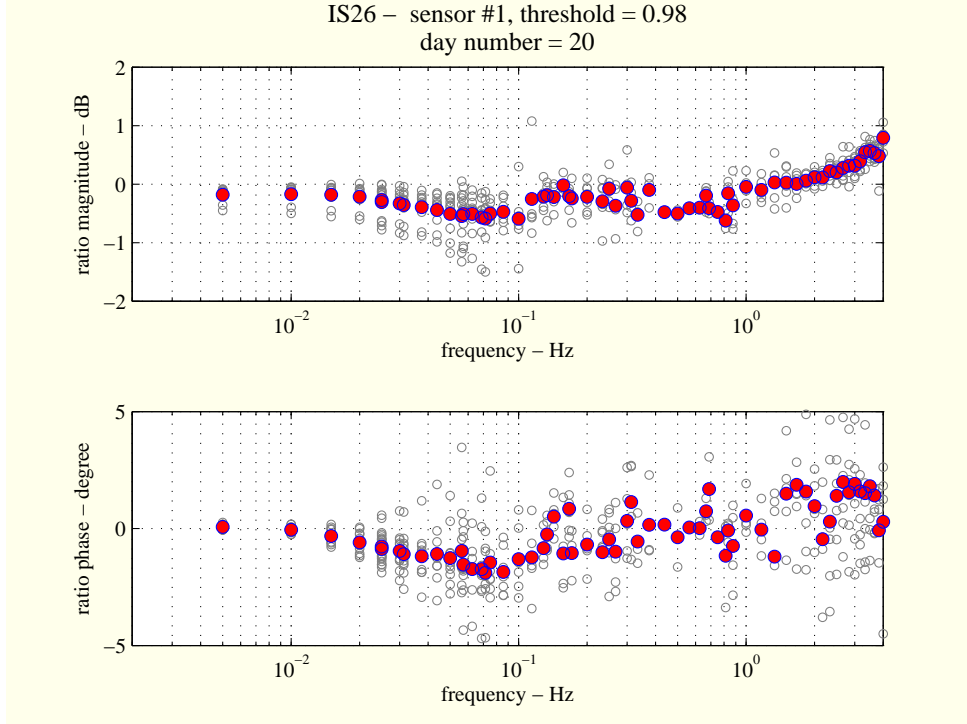 IS26 –  sensor #1, threshold = 0.98
day number = 20
2
1
0
−1
−2
ratio magnitude − dB
10^−2
10^−1
10^0
frequency − Hz
5
0
−5
ratio phase − degree
10^−2
10^−1
10^0
frequency − Hz